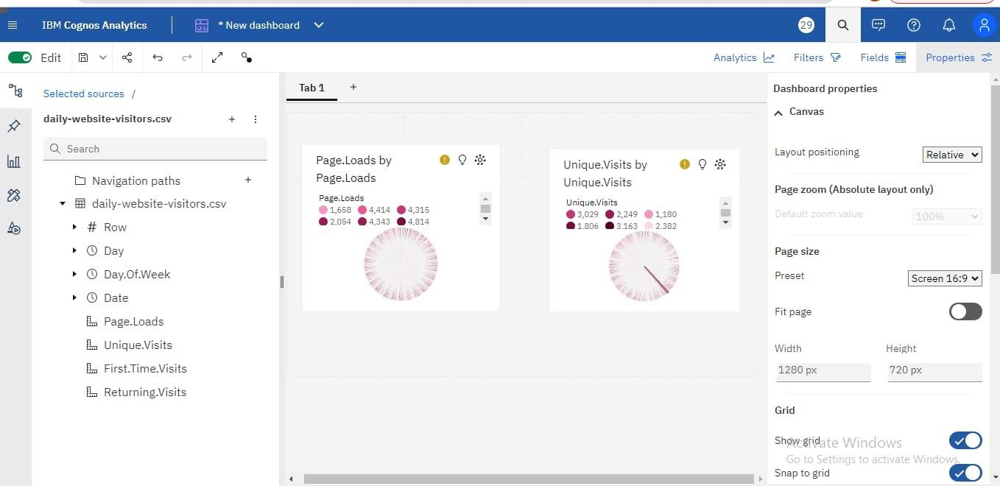 IBM Cognos Analytics
* New dashboard
29
Edit
Analytics
Filters
Fields
Properties
Selected sources /
daily-website-visitors.csv
Search
Navigation paths
daily-website-visitors.csv
# Row
Day
Day.Of.Week
Date
Page.Loads
Unique.Visits
First.Time.Visits
Returning.Visits
Tab 1
Page.Loads by
Page.Loads
Page.Loads
1,658 4,414 4,315
2,054 4,343 4,814
Unique.Visits by
Unique.Visits
Unique.Visits
3,029 2,249 1,180
1,806 3,163 2,382
Dashboard properties
Canvas
Layout positioning Relative
Page zoom (Absolute layout only)
Default zoom value 100%
Page size
Preset Screen 16:9
Fit page
Width Height
1280 px 720 px
Grid
Show grid
Activate Windows
Go to Settings to activate Windows.
Snap to grid